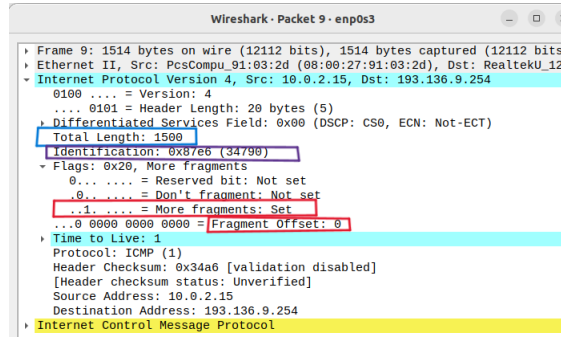 Wireshark · Packet 9 · enp0s3
Frame 9: 1514 bytes on wire (12112 bits), 1514 bytes captured (12112 bits
Ethernet II, Src: PcsCompu_91:03:2d (08:00:27:91:03:2d), Dst: RealtekU_12
Internet Protocol Version 4, Src: 10.0.2.15, Dst: 193.136.9.254
0100 .... = Version: 4
.... 0101 = Header Length: 20 bytes (5)
Differentiated Services Field: 0x00 (DSCP: CS0, ECN: Not-ECT)
Total Length: 1500
Identification: 0x87e6 (34790)
Flags: 0x20, More fragments
0... .... = Reserved bit: Not set
.0.. .... = Don't fragment: Not set
..1. .... = More fragments: Set
...0 0000 0000 0000 = Fragment Offset: 0
Time to Live: 1
Protocol: ICMP (1)
Header Checksum: 0x34a6 [validation disabled]
[Header checksum status: Unverified]
Source Address: 10.0.2.15
Destination Address: 193.136.9.254
Internet Control Message Protocol